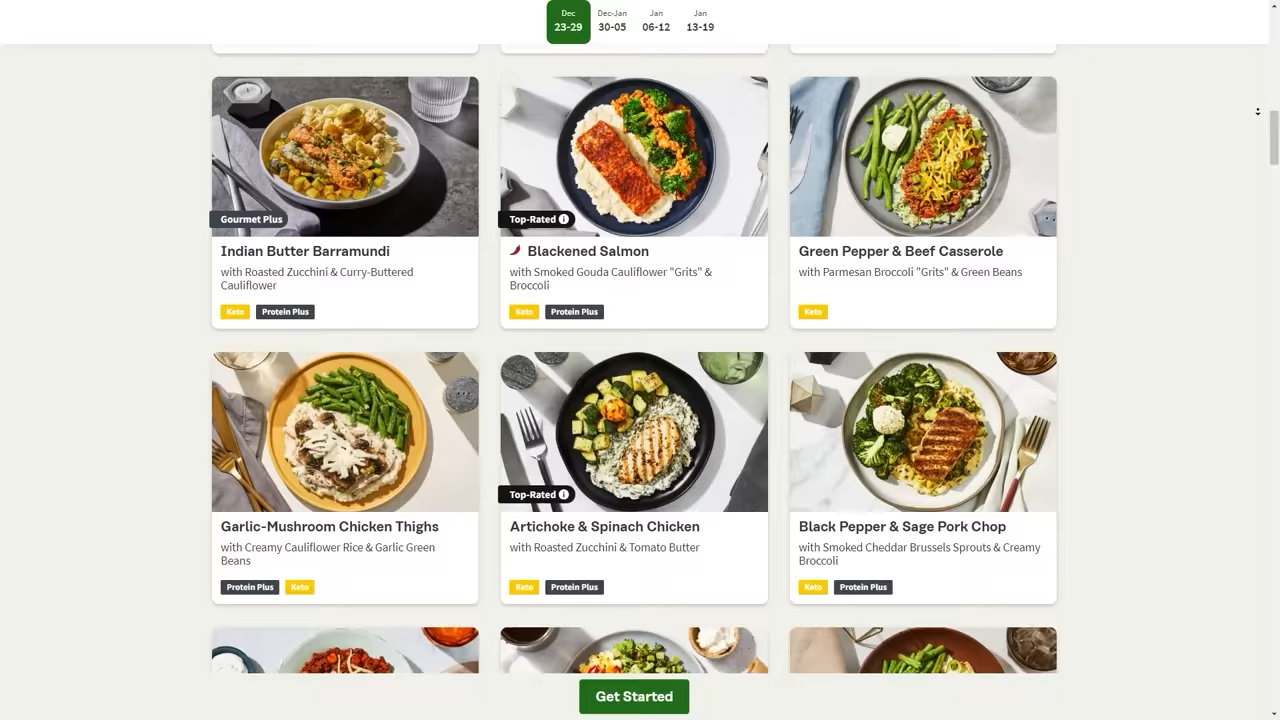 Dec
23-29
Dec-Jan
30-05
Jan
06-12
Jan
13-19
Gourmet Plus
Indian Butter Barramundi
with Roasted Zucchini & Curry-Buttered
Cauliflower
Keto Protein Plus
Top-Rated i
Blackened Salmon
with Smoked Gouda Cauliflower "Grits" &
Broccoli
Keto Protein Plus
Green Pepper & Beef Casserole
with Parmesan Broccoli "Grits" & Green Beans
Keto
Garlic-Mushroom Chicken Thighs
with Creamy Cauliflower Rice & Garlic Green
Beans
Protein Plus Keto
Top-Rated i
Artichoke & Spinach Chicken
with Roasted Zucchini & Tomato Butter
Keto Protein Plus
Black Pepper & Sage Pork Chop
with Smoked Cheddar Brussels Sprouts & Creamy
Broccoli
Keto Protein Plus
Get Started